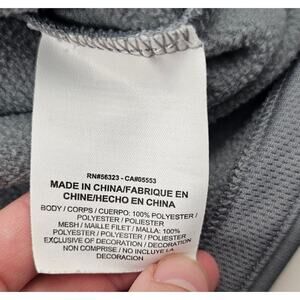 RN#56323 - CA#05553
MADE IN CHINA/FABRIQUE EN
CHINE/HECHO EN CHINA
BODY / CORPS / CUERPO: 100% POLYESTER /
POLYESTER / POLIESTER
MESH / MAILLE FILET / MALLA: 100%
POLYESTER / POLYESTER / POLIESTER
EXCLUSIVE OF DECORATION / DECORATION
NON COMPRISE / NO INCLUYE LA
DECORACION